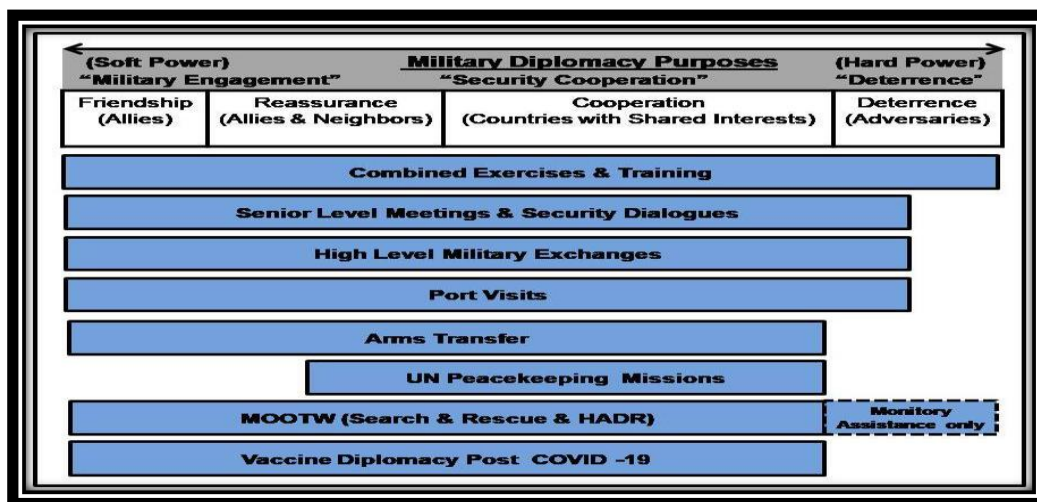 (Soft Power) Military Diplomacy Purposes (Hard Power)
“Military Engagement” “Security Cooperation” “Deterrence"
Friendship Reassurance Cooperation Deterrence
(Allies) (Allies & Neighbors) (Countries with Shared Interests) (Adversaries)
Combined Exercises & Training
Senior Level Meetings & Security Dialogues
High Level Military Exchanges
Port Visits
Arms Transfer
UN Peacekeeping Missions
MOOTW (Search & Rescue & HADR)
Monitory
Assistance only
Vaccine Diplomacy Post COVID -19